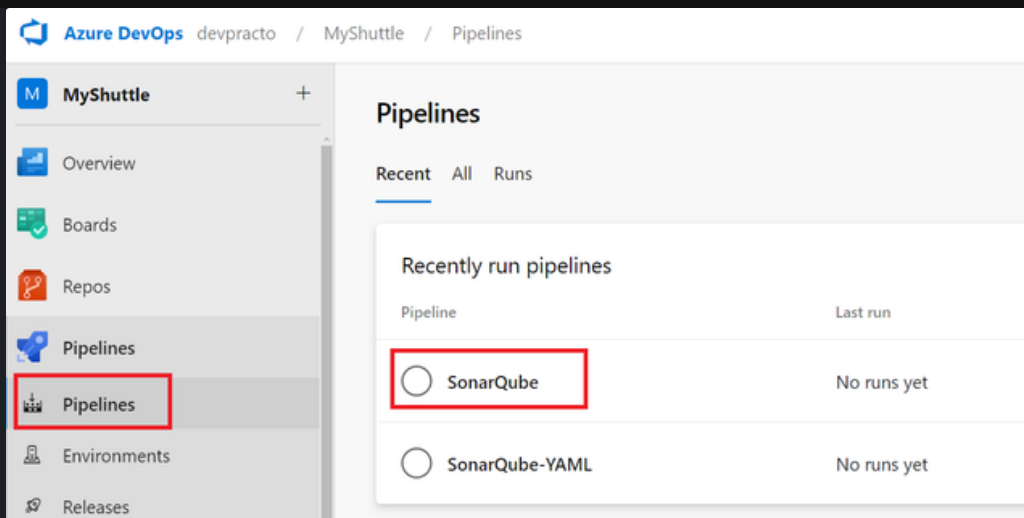 Azure DevOps devpracto / MyShuttle / Pipelines
M MyShuttle +
Overview
Boards
Repos
Pipelines
Pipelines
Environments
Releases
Pipelines
Recent All Runs
Recently run pipelines
Pipeline Last run
SonarQube No runs yet
SonarQube-YAML No runs yet